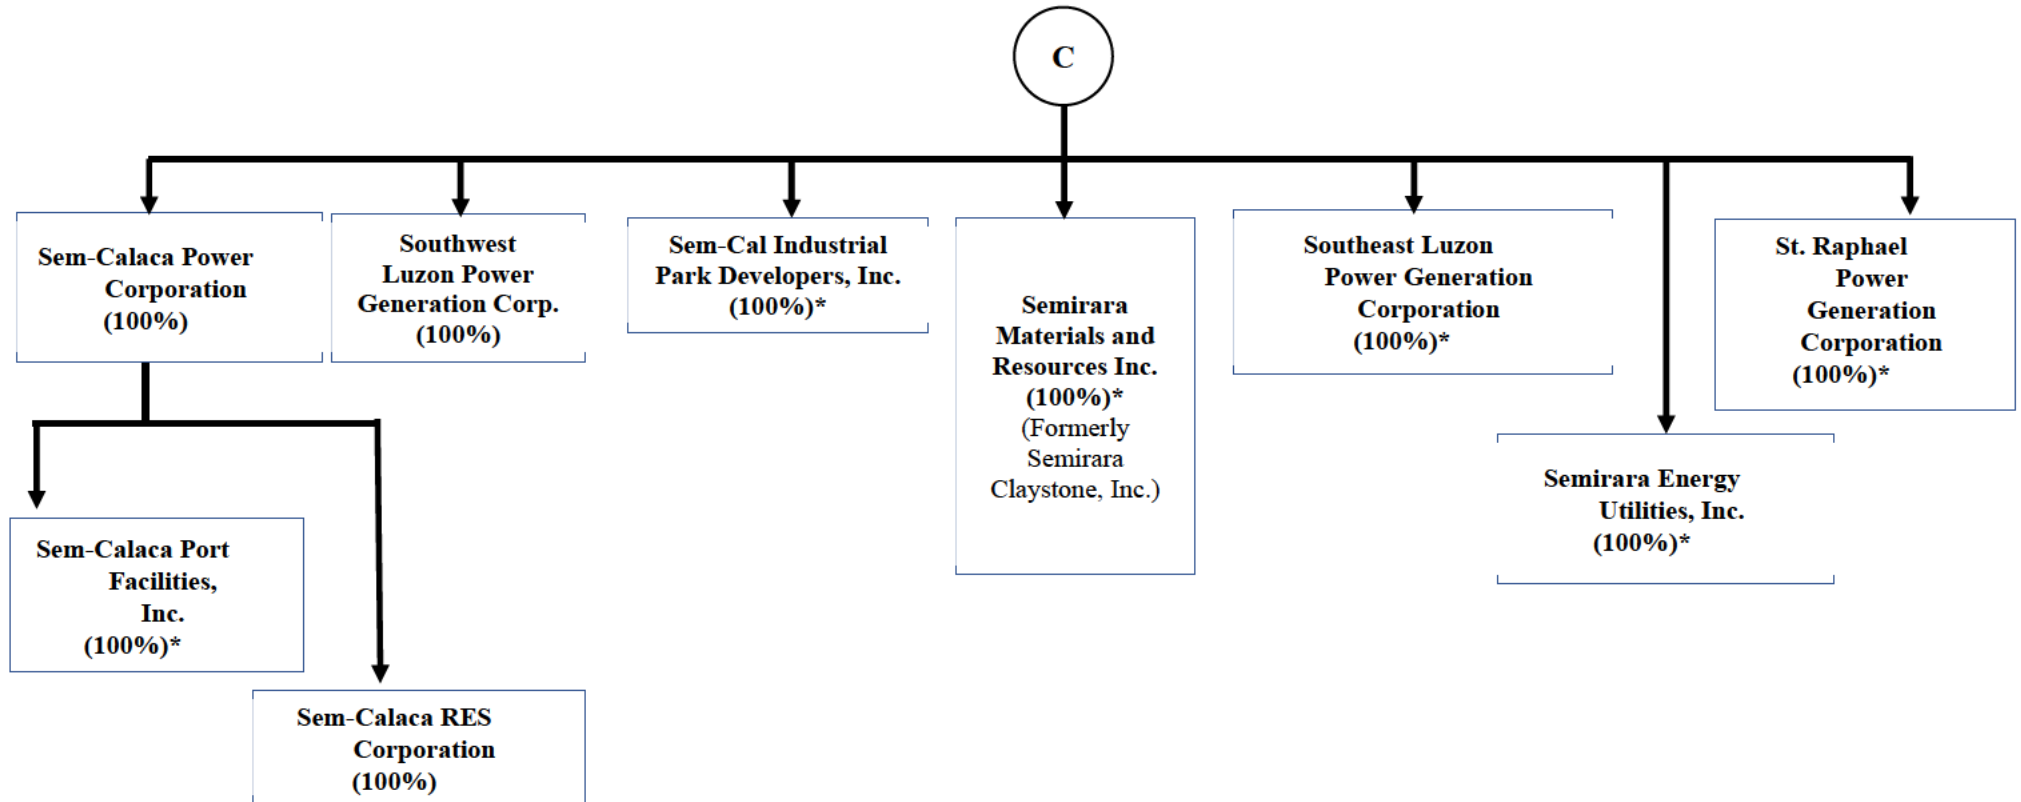 C
Sem-Calaca Power
Corporation
(100%)
Southwest
Luzon Power
Generation Corp.
(100%)
Sem-Cal Industrial
Park Developers, Inc.
(100%)*
Semirara
Materials and
Resources Inc.
(100%)*
(Formerly
Semirara
Claystone, Inc.)
Southeast Luzon
Power Generation
Corporation
(100%)*
St. Raphael
Power
Generation
Corporation
(100%)*
Semirara Energy
Utilities, Inc.
(100%)*
Sem-Calaca Port
Facilities,
Inc.
(100%)*
Sem-Calaca RES
Corporation
(100%)